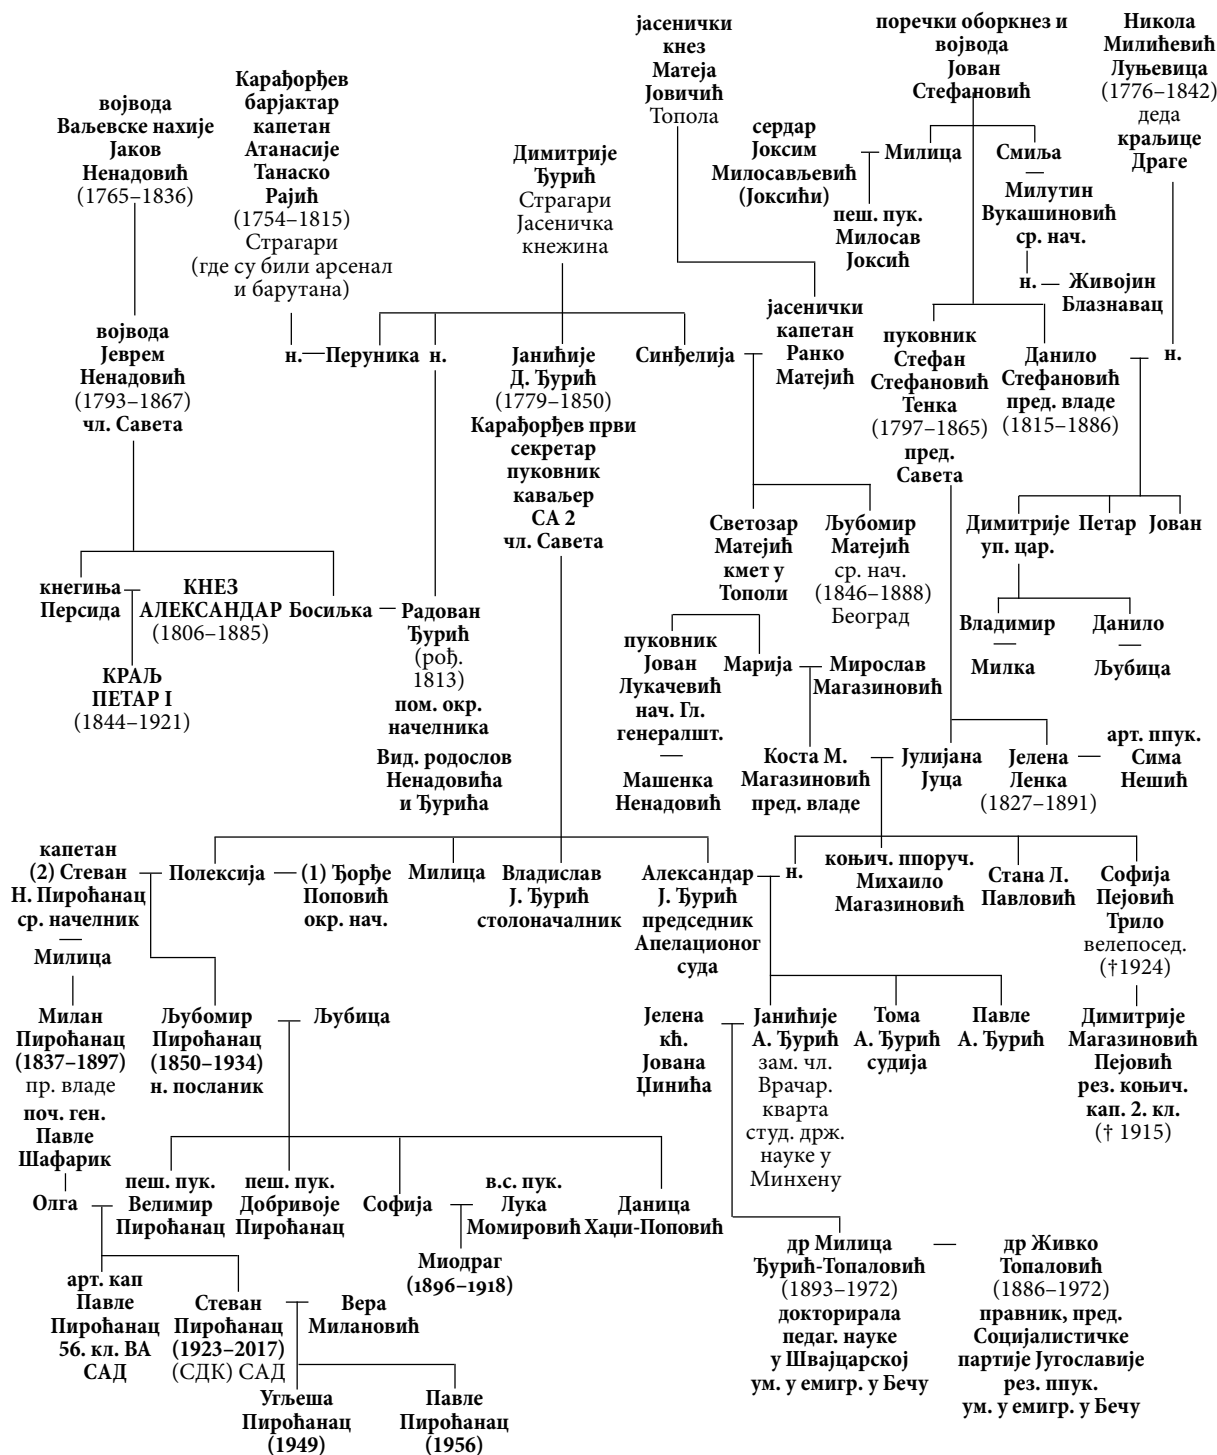 јасенички
кнез
Матеја
Јовичић
Топола
поречки оборкнез и
војвода
Јован
Стефановић
Никола
Милићевић
Луњевица
(1776–1842)
деда
краљице
Драге
војвода
Ваљевске нахије
Јаков
Ненадовић
(1765–1836)
Карађорђев
барјактар
капетан
Атанасије
Танаско
Рајић
(1754–1815)
Страгари
(где су били арсенал
и барутана)
Димитрије
Ђурић
Страгари
Јасеничка
кнежина
сердар
Јоксим
Милосављевић
(Јоксићи)
Милица
пеш. пук.
Милосав
Јоксић
Смиља
Милутин
Вукашиновић
ср. нач.
н.
Живојин
Блазнавац
војвода
Јеврем
Ненадовић
(1793–1867)
чл. Савета
н.
Перуника
н.
Јанићије
Д. Ђурић
(1779–1850)
Карађорђев први
секретар
пуковник
каваљер
СА 2
чл. Савета
Синђелија
јасенички
капетан
Ранко
Матејић
пуковник
Стефан
Стефановић
Тенка
(1797–1865)
пред.
Савета
Данило
Стефановић
пред. владе
(1815–1886)
н.
Светозар
Матејић
кмет у
Тополи
Љубомир
Матејић
ср. нач.
(1846–1888)
Београд
Димитрије
уп. цар.
Петар
Јован
кнегиња
Персида
КНЕЗ
АЛЕКСАНДАР
(1806–1885)
Босиљка
Радован
Ђурић
(рођ.
1813)
пом. окр.
начелника
Вид. родослов
Ненадовића
и Ђурића
КРАЉ
ПЕТАР I
(1844–1921)
пуковник
Јован
Лукачевић
нач. Гл.
генералшт.
Машенка
Ненадовић
Марија
Мирослав
Магазиновић
Владимир
Милка
Данило
Љубица
Коста М.
Магазиновић
пред. владе
Јулијана
Јуца
Јелена
Ленка
(1827–1891)
арт. ппук.
Сима
Нешић
капетан
(2) Стеван
Н. Пироћанац
ср. начелник
Милица
Полексија
(1) Ђорђе
Поповић
окр. нач.
Милица
Владислав
Ј. Ђурић
столоначалник
Александар
Ј. Ђурић
председник
Апелационог
суда
н.
коњич. ппоруч.
Михаило
Магазиновић
Стана Л.
Павловић
Софија
Пејовић
Трило
велепосед.
(†1924)
Милан
Пироћанац
(1837–1897)
пр. владе
Љубомир
Пироћанац
(1850–1934)
н. посланик
Љубица
Јелена
кћ.
Јована
Џинића
Јанићије
А. Ђурић
зам. чл.
Врачар.
кварта
студ. држ.
науке у
Минхену
Тома
А. Ђурић
судија
Павле
А. Ђурић
Димитрије
Магазиновић
Пејовић
рез. коњич.
кап. 2. кл.
(† 1915)
поч. ген.
Павле
Шафарик
Олга
пеш. пук.
Велимир
Пироћанац
пеш. пук.
Добривоје
Пироћанац
Софија
в.с. пук.
Лука
Момировић
Даница
Хаџи-Поповић
Миодраг
(1896–1918)
др Милица
Ђурић-Топаловић
(1893–1972)
докторирала
педаг. науке
у Швајцарској
ум. у емигр. у Бечу
др Живко
Топаловић
(1886–1972)
правник, пред.
Социјалистичке
партије Југославије
рез. ппук.
ум. у емигр. у Бечу
арт. кап
Павле
Пироћанац
56. кл. ВА
САД
Стеван
Пироћанац
(1923–2017)
(СДК) САД
Вера
Милановић
Угљеша
Пироћанац
(1949)
Павле
Пироћанац
(1956)